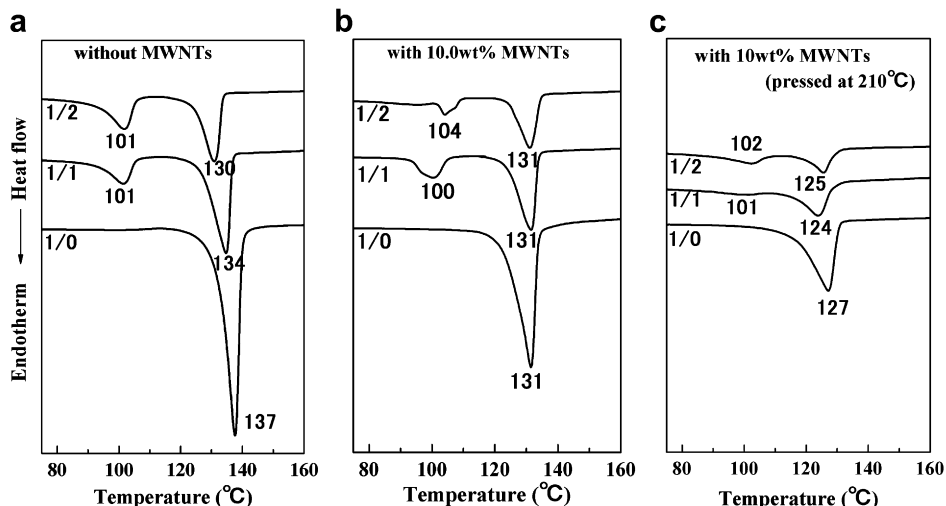 a
without MWNTs
1/2
101
130
1/1
101
134
1/0
137
80 100 120 140 160
Temperature (°C)
Endotherm ← Heat flow
b
with 10.0wt% MWNTs
1/2
104
131
1/1
100
131
1/0
131
80 100 120 140 160
Temperature (°C)
c
with 10wt% MWNTs
(pressed at 210°C)
102
1/2
125
1/1
101
124
1/0
127
80 100 120 140 160
Temperature (°C)